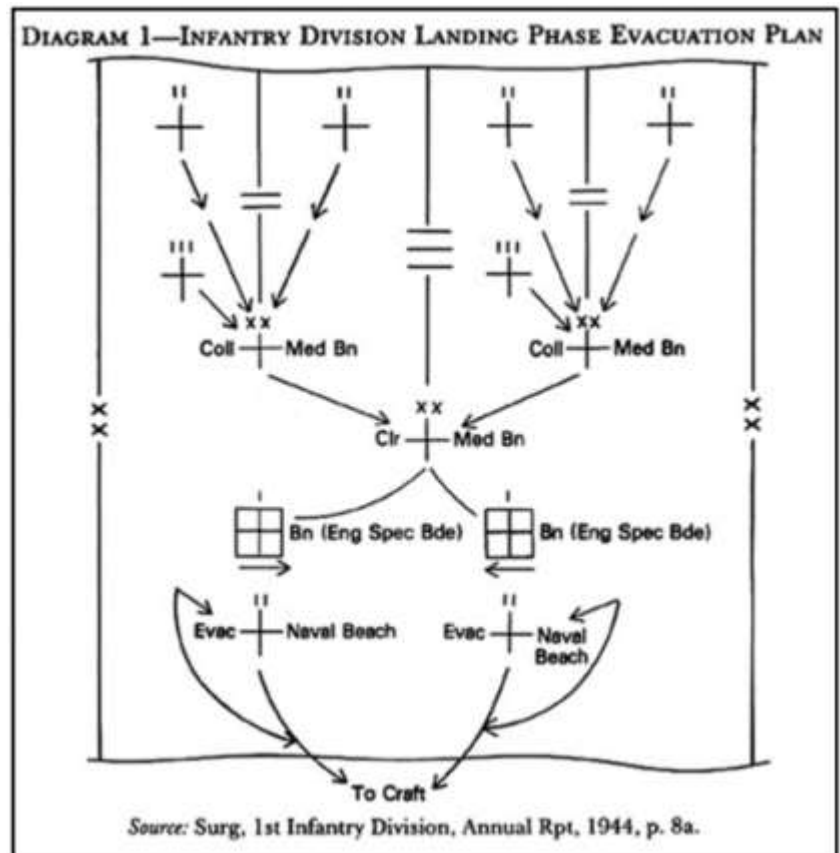 DIAGRAM 1—INFANTRY DIVISION LANDING PHASE EVACUATION PLAN
II II II II
III III
XX XX
Coll Med Bn Coll Med Bn
XX XX
XX
Clr Med Bn
I I
Bn (Eng Spec Bde) Bn (Eng Spec Bde)
II II
Evac Naval Beach Evac Naval
Beach
To Craft
Source: Surg, 1st Infantry Division, Annual Rpt, 1944, p. 8a.